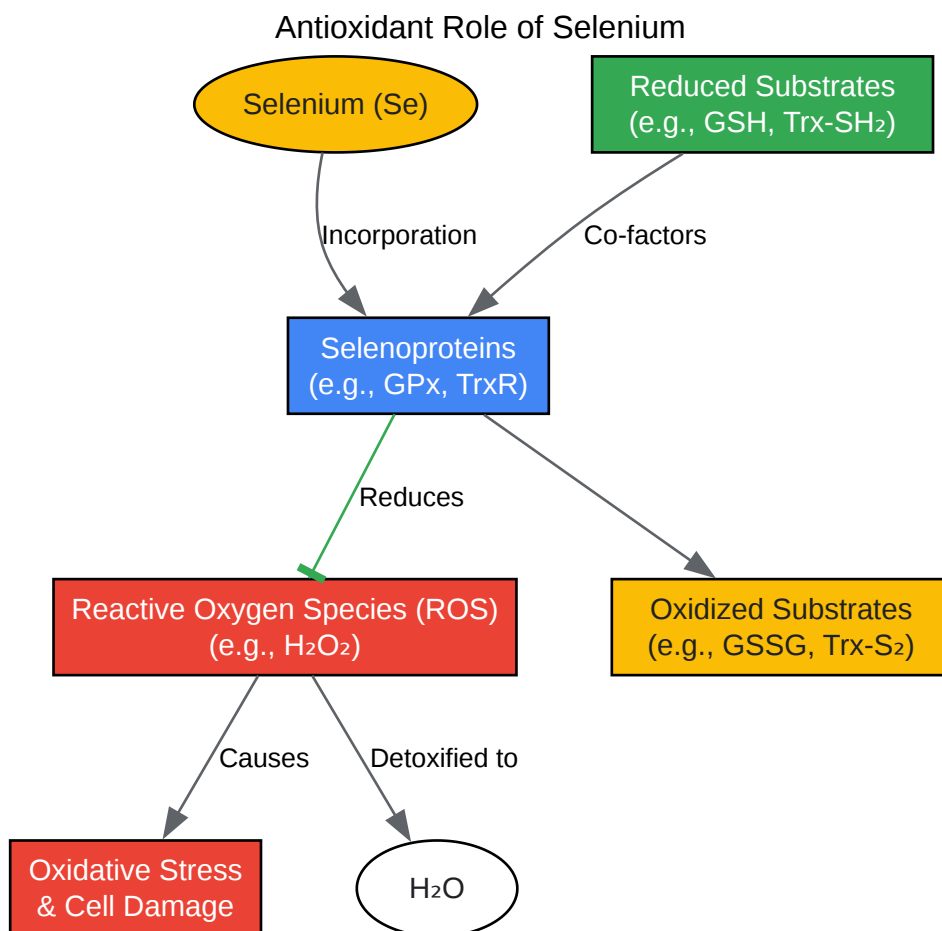 Antioxidant Role of Selenium
Selenium (Se)
Reduced Substrates
(e.g., GSH, Trx-SH₂)
Incorporation
Co-factors
Selenoproteins
(e.g., GPx, TrxR)
Reduces
Reactive Oxygen Species (ROS)
(e.g., H₂O₂)
Oxidized Substrates
(e.g., GSSG, Trx-S₂)
Causes
Detoxified to
Oxidative Stress
& Cell Damage
H₂O